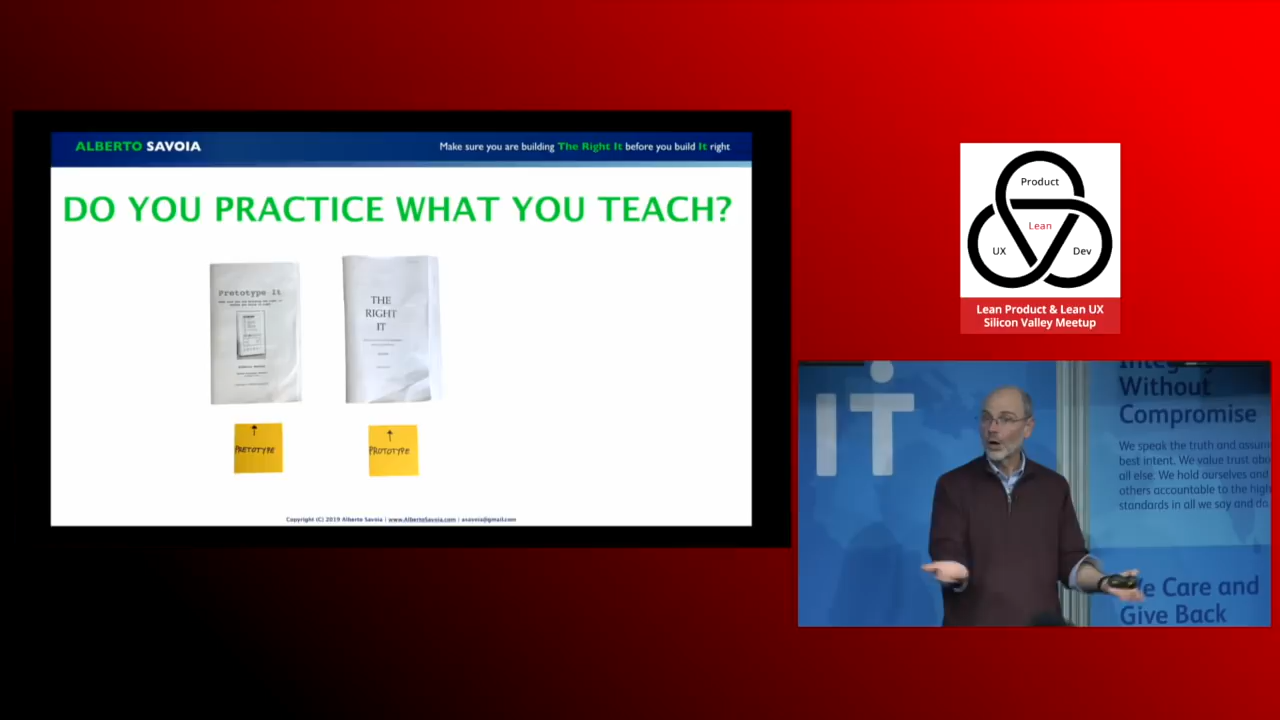 ALBERTO SAVOIA
Make sure you are building The Right It before you build It right
DO YOU PRACTICE WHAT YOU TEACH?
Pretotype It
THE
RIGHT
IT
PRETOTYPE
PROTOTYPE
Copyright (C) 2019 Alberto Savoia | www.AlbertoSavoia.com | asavoia@gmail.com
Product
Lean
UX
Dev
Lean Product & Lean UX
Silicon Valley Meetup
IT
Without
Compromise
We speak the truth and
best intent. We value trust
all else. We hold ourselves and
others accountable to the
standards in all we say and do.
We Care and
Give Back